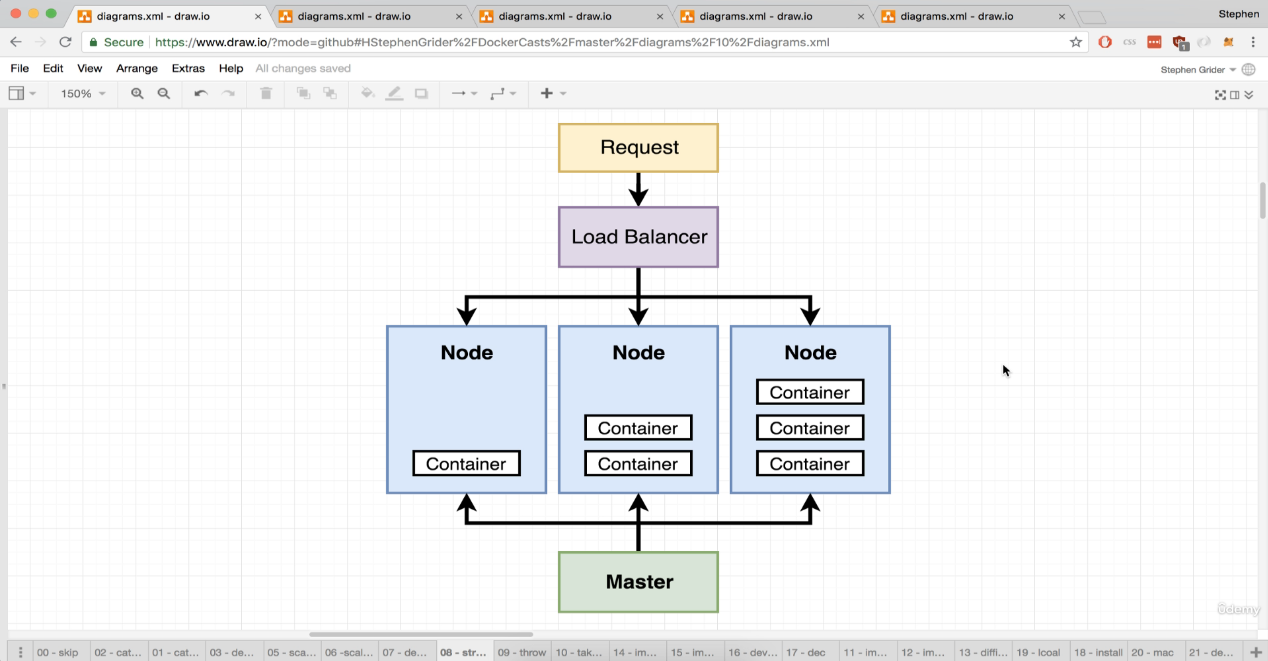 diagrams.xml - draw.io
diagrams.xml - draw.io
diagrams.xml - draw.io
diagrams.xml - draw.io
diagrams.xml - draw.io
Stephen
Secure
https://www.draw.io/?mode=github#HStephenGrider%2FDockerCasts%2Fmaster%2Fdiagrams%2F10%2Fdiagrams.xml
CSS
1
File Edit View Arrange Extras Help All changes saved
Stephen Grider
150%
Request
Load Balancer
Node
Node
Node
Container
Container
Container
Container
Container
Container
Master
Udemy
00 - skip
02 - cat...
01 - cat...
03 - de...
05 - sca...
06 -scal...
07 - de...
08 - str...
09 - throw
10 - tak...
14 - im...
15 - im...
16 - dev...
17 - dec
11 - im...
12 - im...
13 - diffi...
19 - lcoal
18 - install
20 - mac
21 - de...